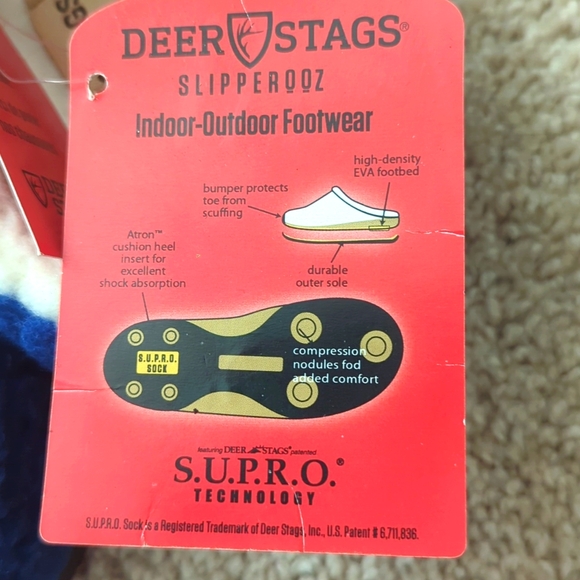 DEER STAGS®
SLIPPEROOZ
Indoor-Outdoor Footwear
high-density
EVA footbed
bumper protects
toe from
scuffing
durable
outer sole
Atron™
cushion heel
insert for
excellent
shock absorption
S.U.P.R.O.
SOCK
compression
nodules fod
added comfort
featuring DEER STAGS® patented
S.U.P.R.O.®
TECHNOLOGY
S.U.P.R.O. Sock is a Registered Trademark of Deer Stags, Inc., U.S. Patent # 6,711,836.